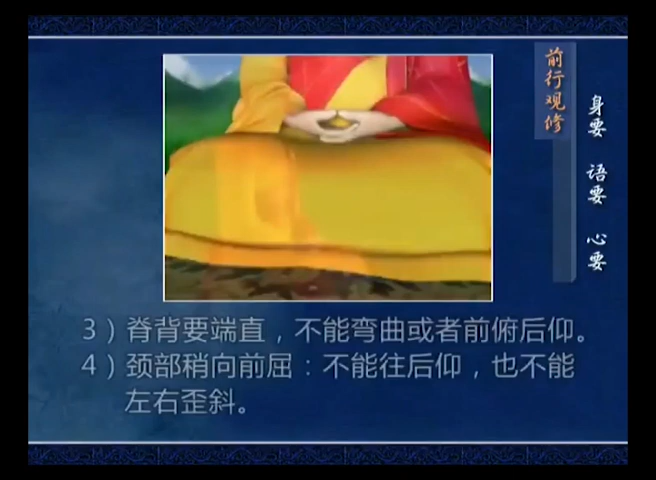 前行观修
身要 语要 心要
3）脊背要端直，不能弯曲或者前俯后仰。
4）颈部稍向前屈：不能往后仰，也不能
左右歪斜。